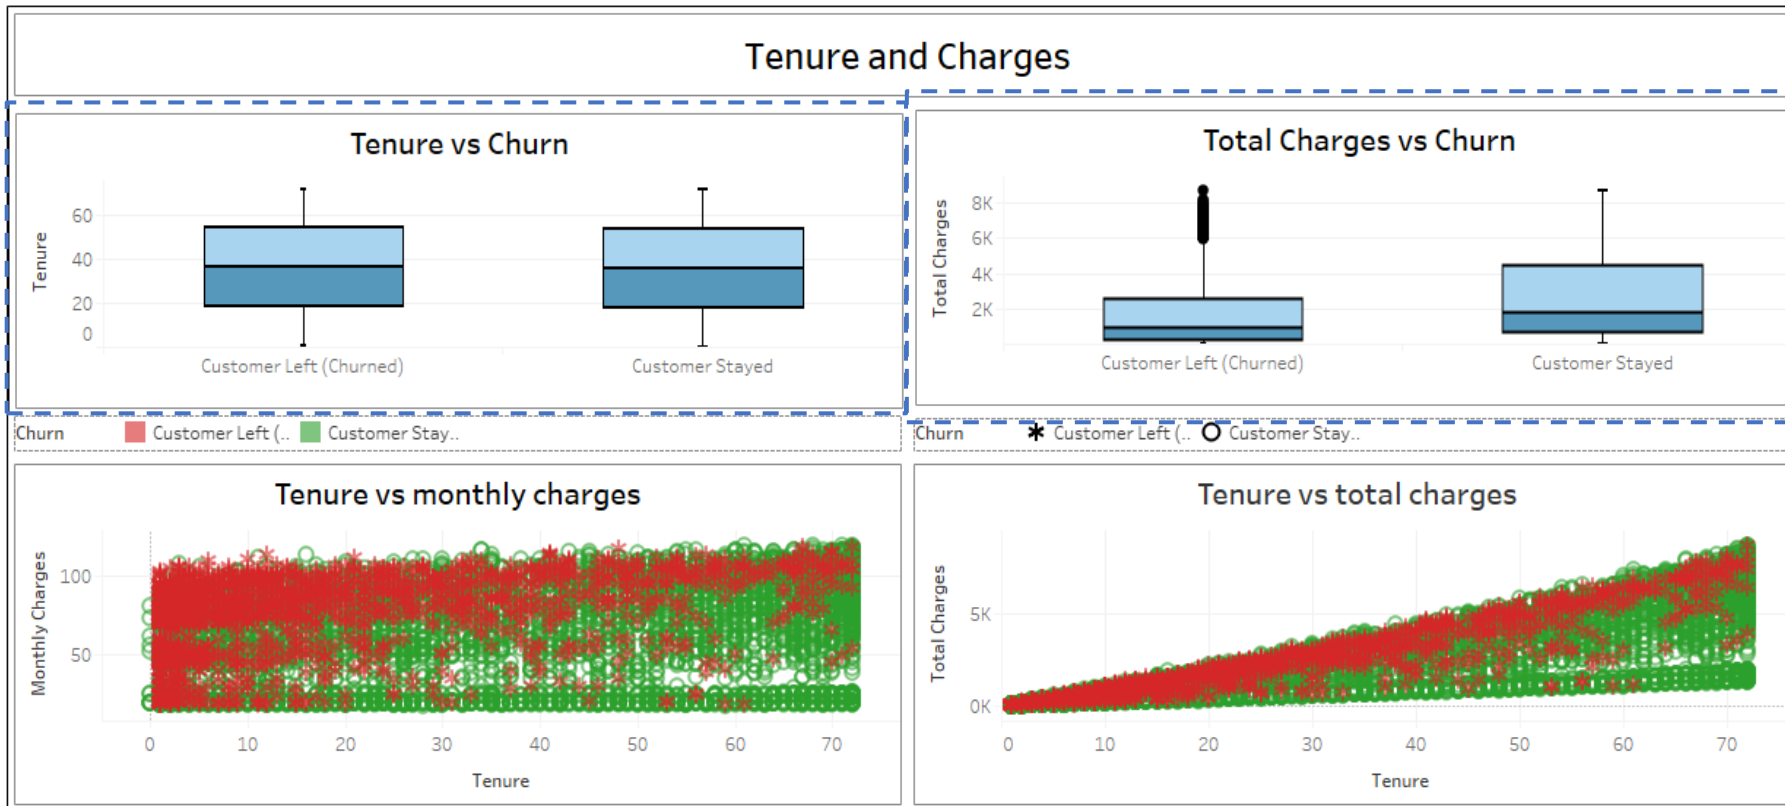 Tenure and Charges
Tenure vs Churn
Tenure
60
40
20
0
Customer Left (Churned)
Customer Stayed
Total Charges vs Churn
Total Charges
8K
6K
4K
2K
Customer Left (Churned)
Customer Stayed
Churn
Customer Left (..
Customer Stay..
Churn
Customer Left (..
Customer Stay..
Tenure vs monthly charges
Monthly Charges
100
50
0 10 20 30 40 50 60 70
Tenure
Tenure vs total charges
Total Charges
5K
0K
0 10 20 30 40 50 60 70
Tenure